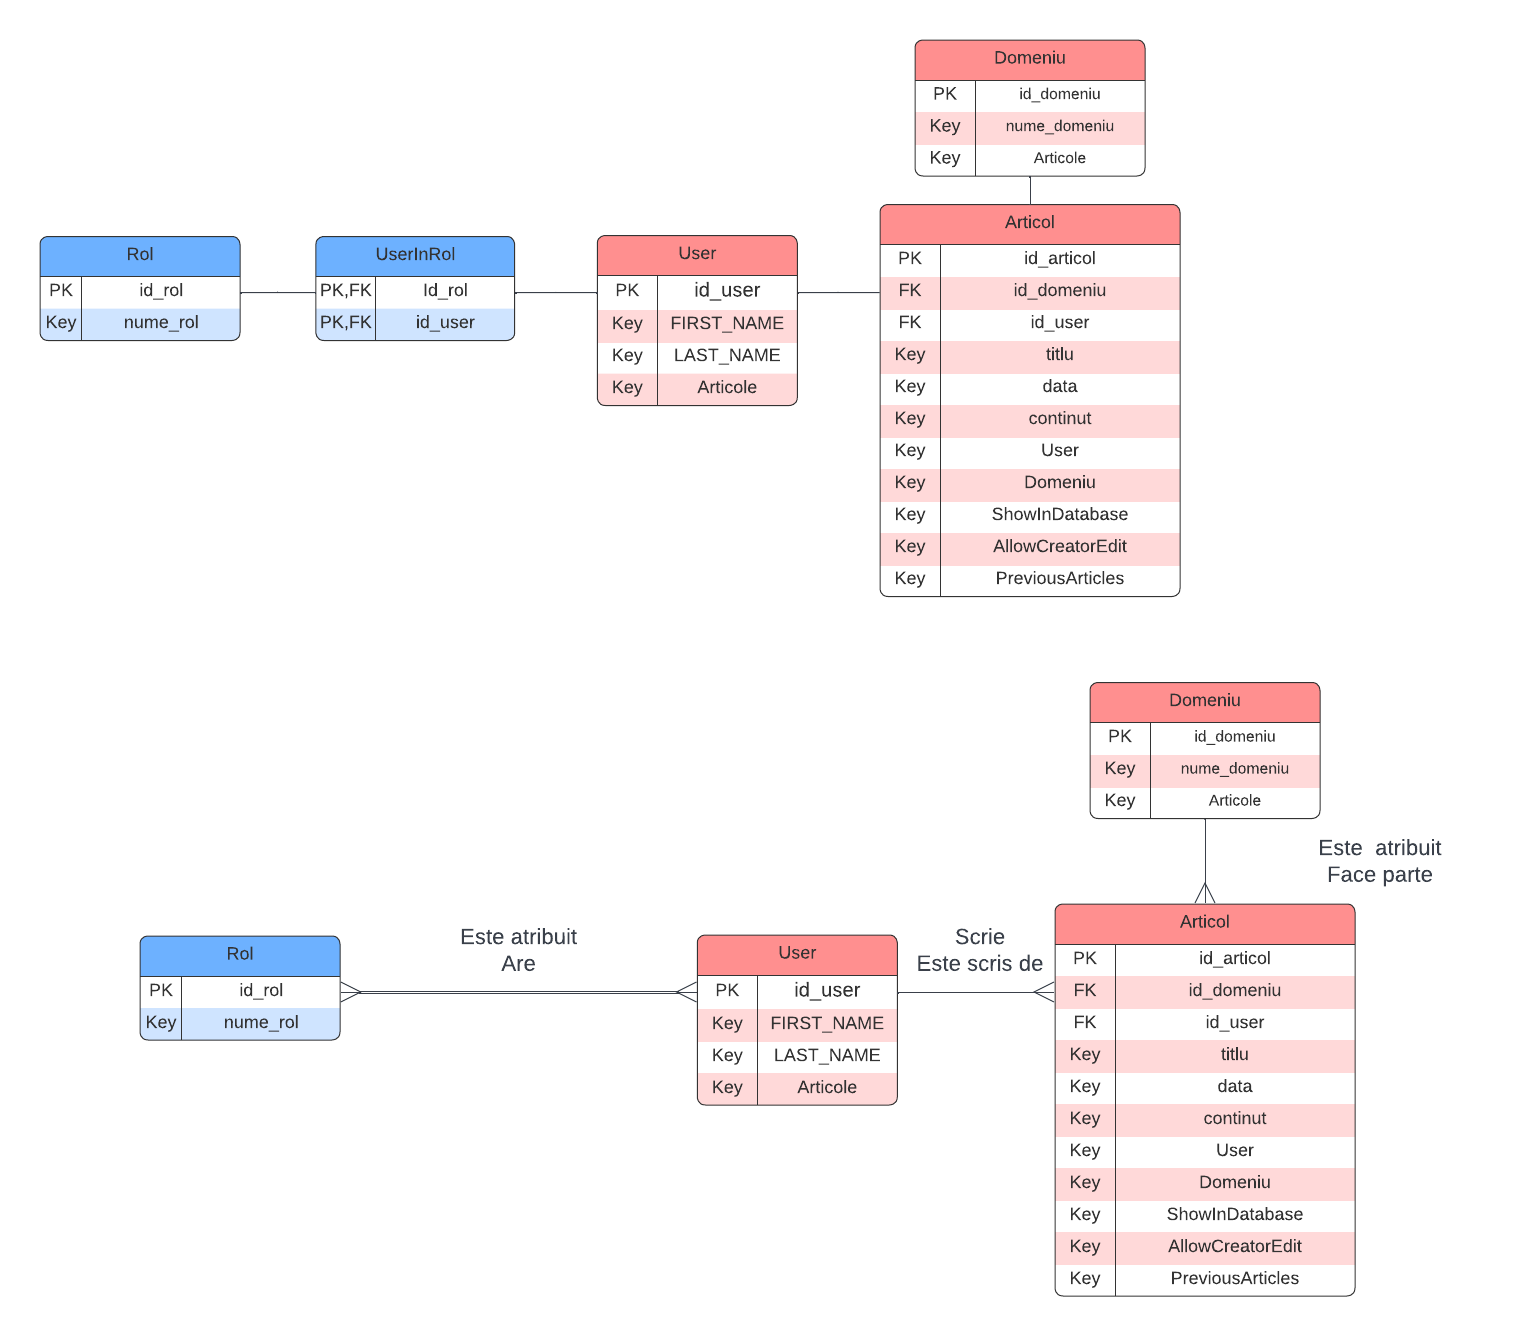 Domeniu
PK id_domeniu
Key nume_domeniu
Key Articole
Rol
PK id_rol
Key nume_rol
UserInRol
PK,FK Id_rol
PK,FK id_user
User
PK id_user
Key FIRST_NAME
Key LAST_NAME
Key Articole
Articol
PK id_articol
FK id_domeniu
FK id_user
Key titlu
Key data
Key continut
Key User
Key Domeniu
Key ShowInDatabase
Key AllowCreatorEdit
Key PreviousArticles
Domeniu
PK id_domeniu
Key nume_domeniu
Key Articole
Este atribuit
Face parte
Rol
PK id_rol
Key nume_rol
Este atribuit
Are
User
PK id_user
Key FIRST_NAME
Key LAST_NAME
Key Articole
Scrie
Este scris de
Articol
PK id_articol
FK id_domeniu
FK id_user
Key titlu
Key data
Key continut
Key User
Key Domeniu
Key ShowInDatabase
Key AllowCreatorEdit
Key PreviousArticles